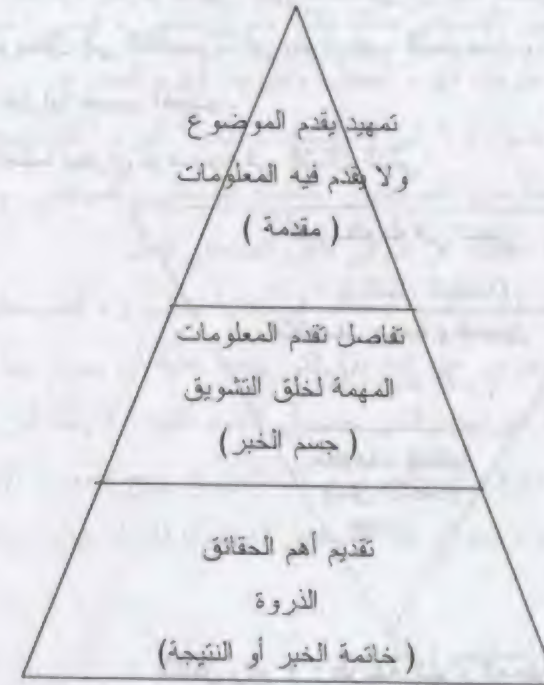 تمهيد يقدم الموضوع
ولا يقدم فيه المعلومات
( مقدمة )
تفاصيل تقدم المعلومات
المهمة لخلق التشويق
( جسم الخبر )
تقديم أهم الحقائق
الذروة
( خاتمة الخبر أو النتيجة)